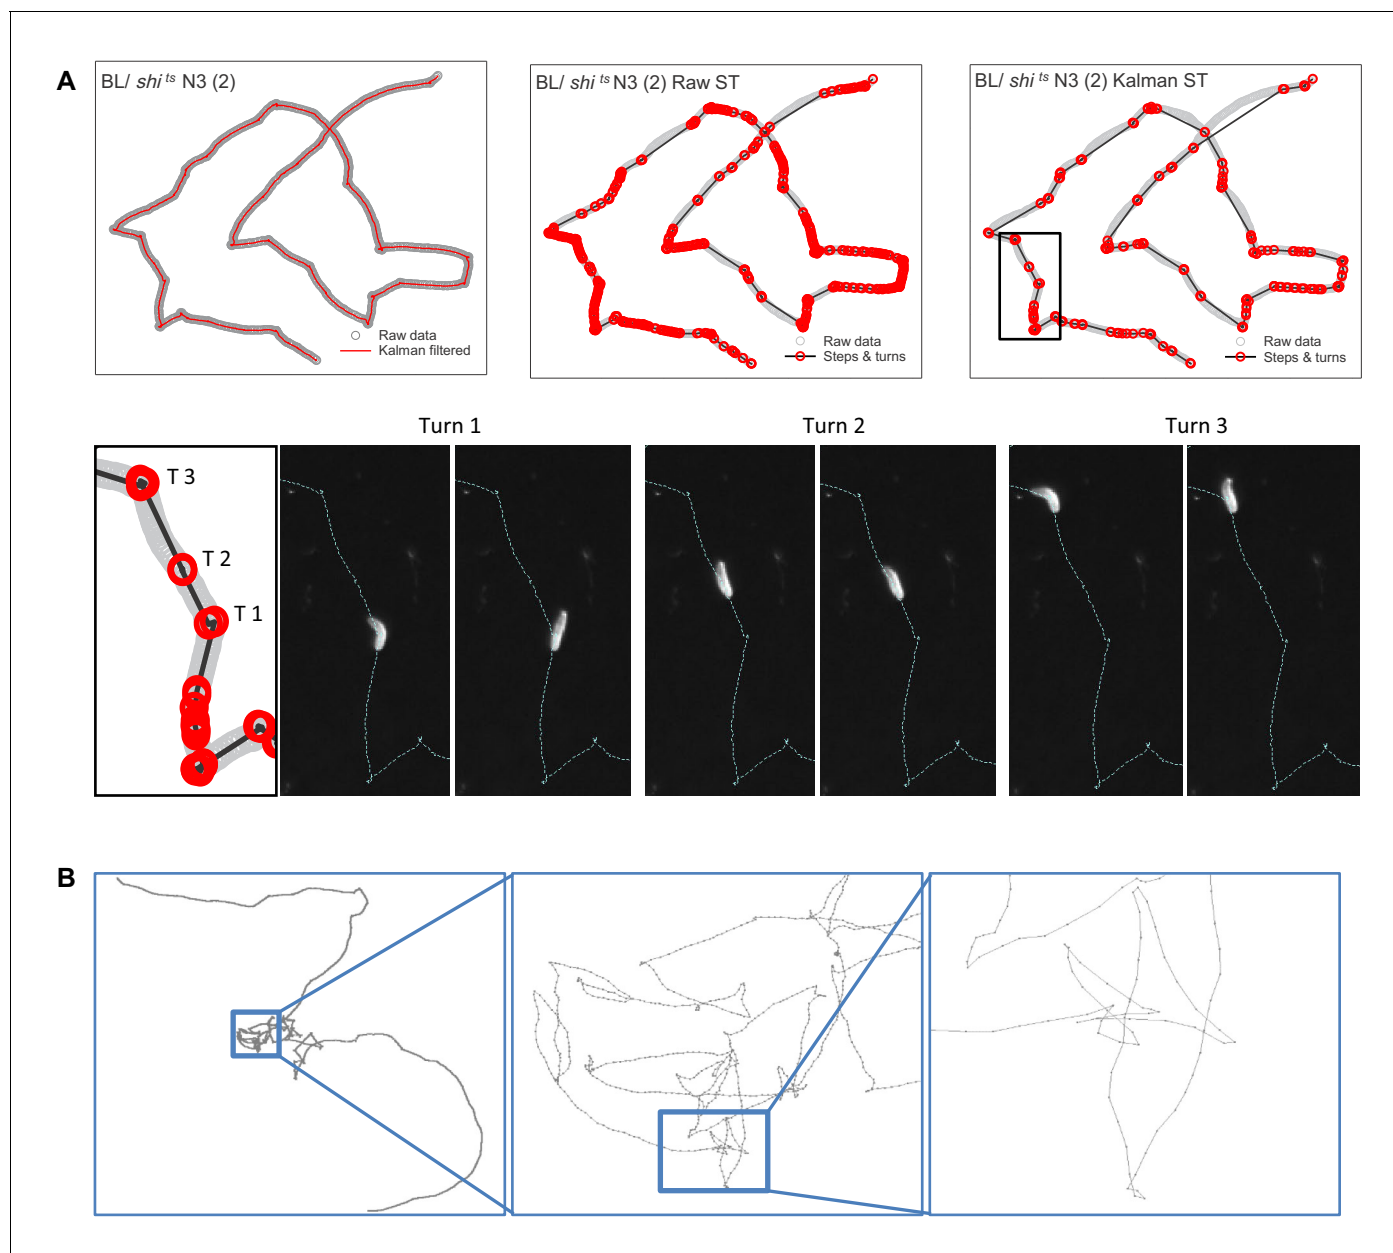 A
BL/ shi ts N3 (2)
Raw data
Kalman filtered
BL/ shi ts N3 (2) Raw ST
Raw data
Steps & turns
BL/ shi ts N3 (2) Kalman ST
Raw data
Steps & turns
Turn 1
Turn 2
Turn 3
T 3
T 2
T 1
B